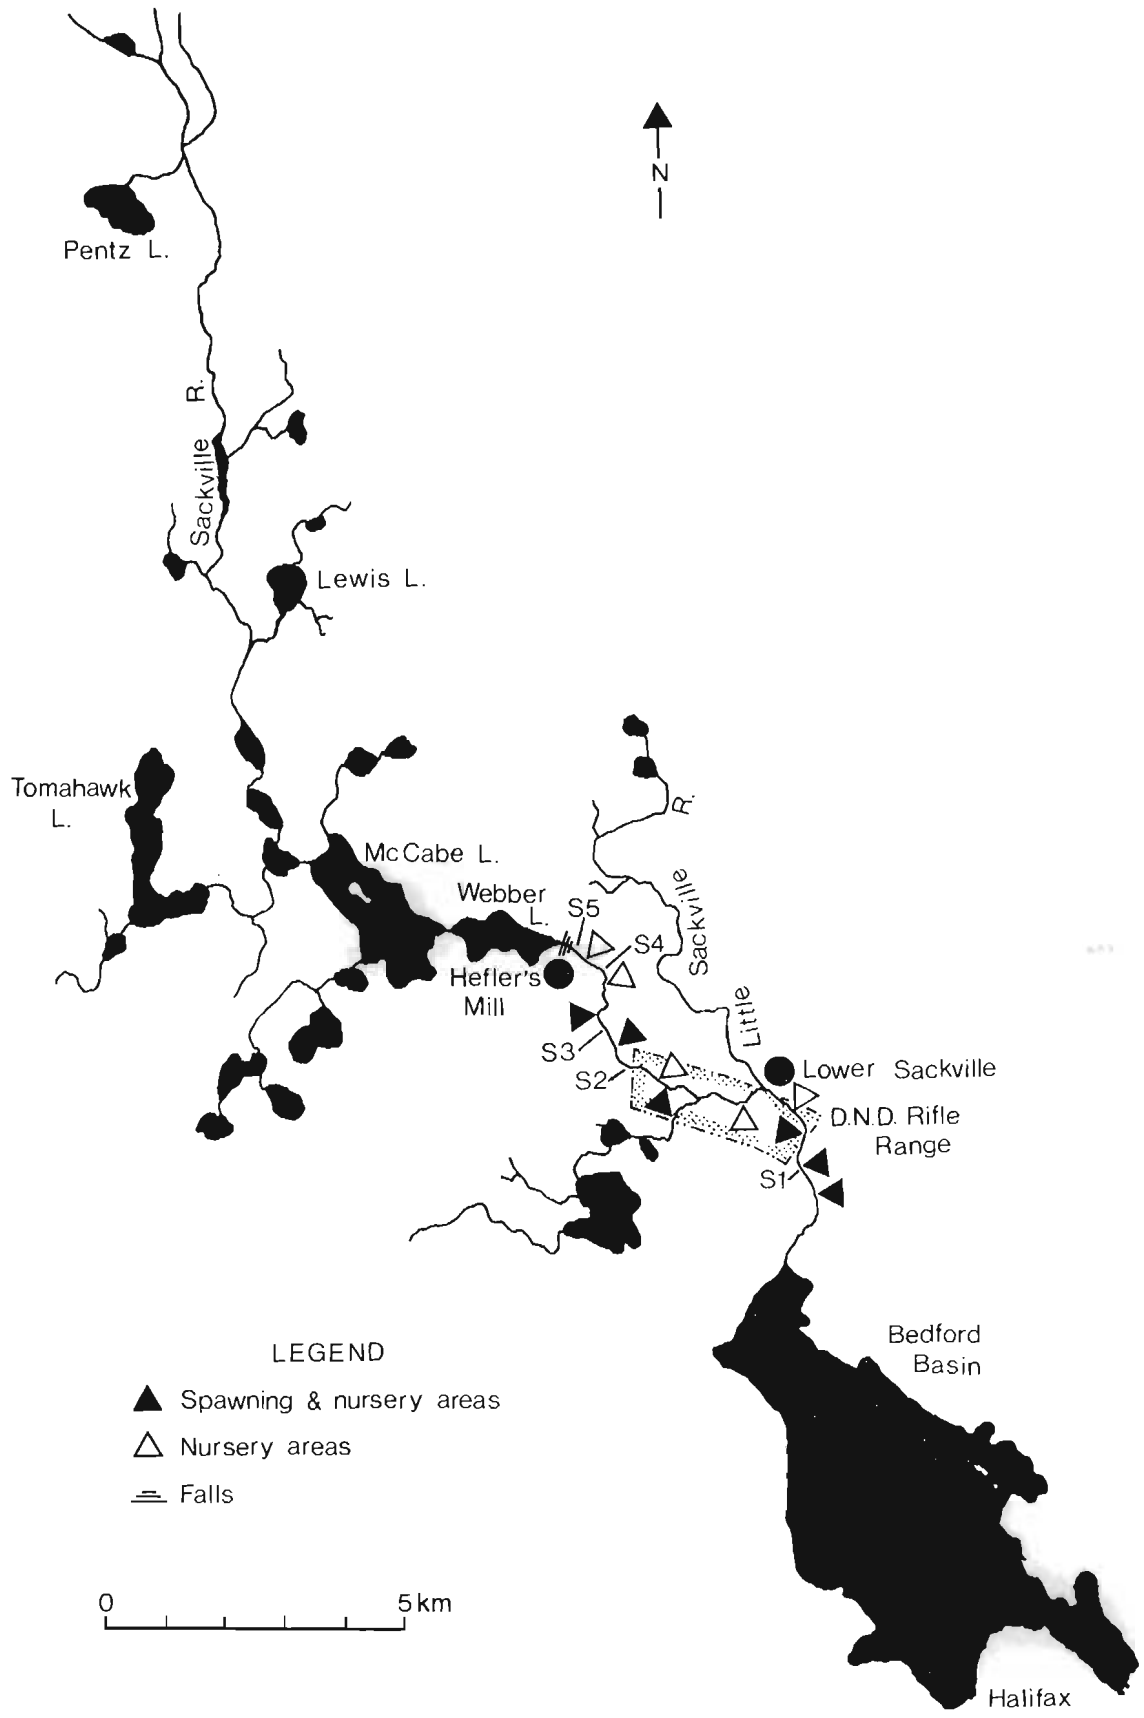 N
Pentz L.
Sackville R.
Lewis L.
Tomahawk
L.
McCabe L.
Webber
L.
S5
S4
Hefler's
Mill
S3
S2
Little Sackville R.
Lower Sackville
D.N.D. Rifle
Range
S1
Bedford
Basin
LEGEND
Spawning & nursery areas
Nursery areas
Falls
0 5 km
Halifax